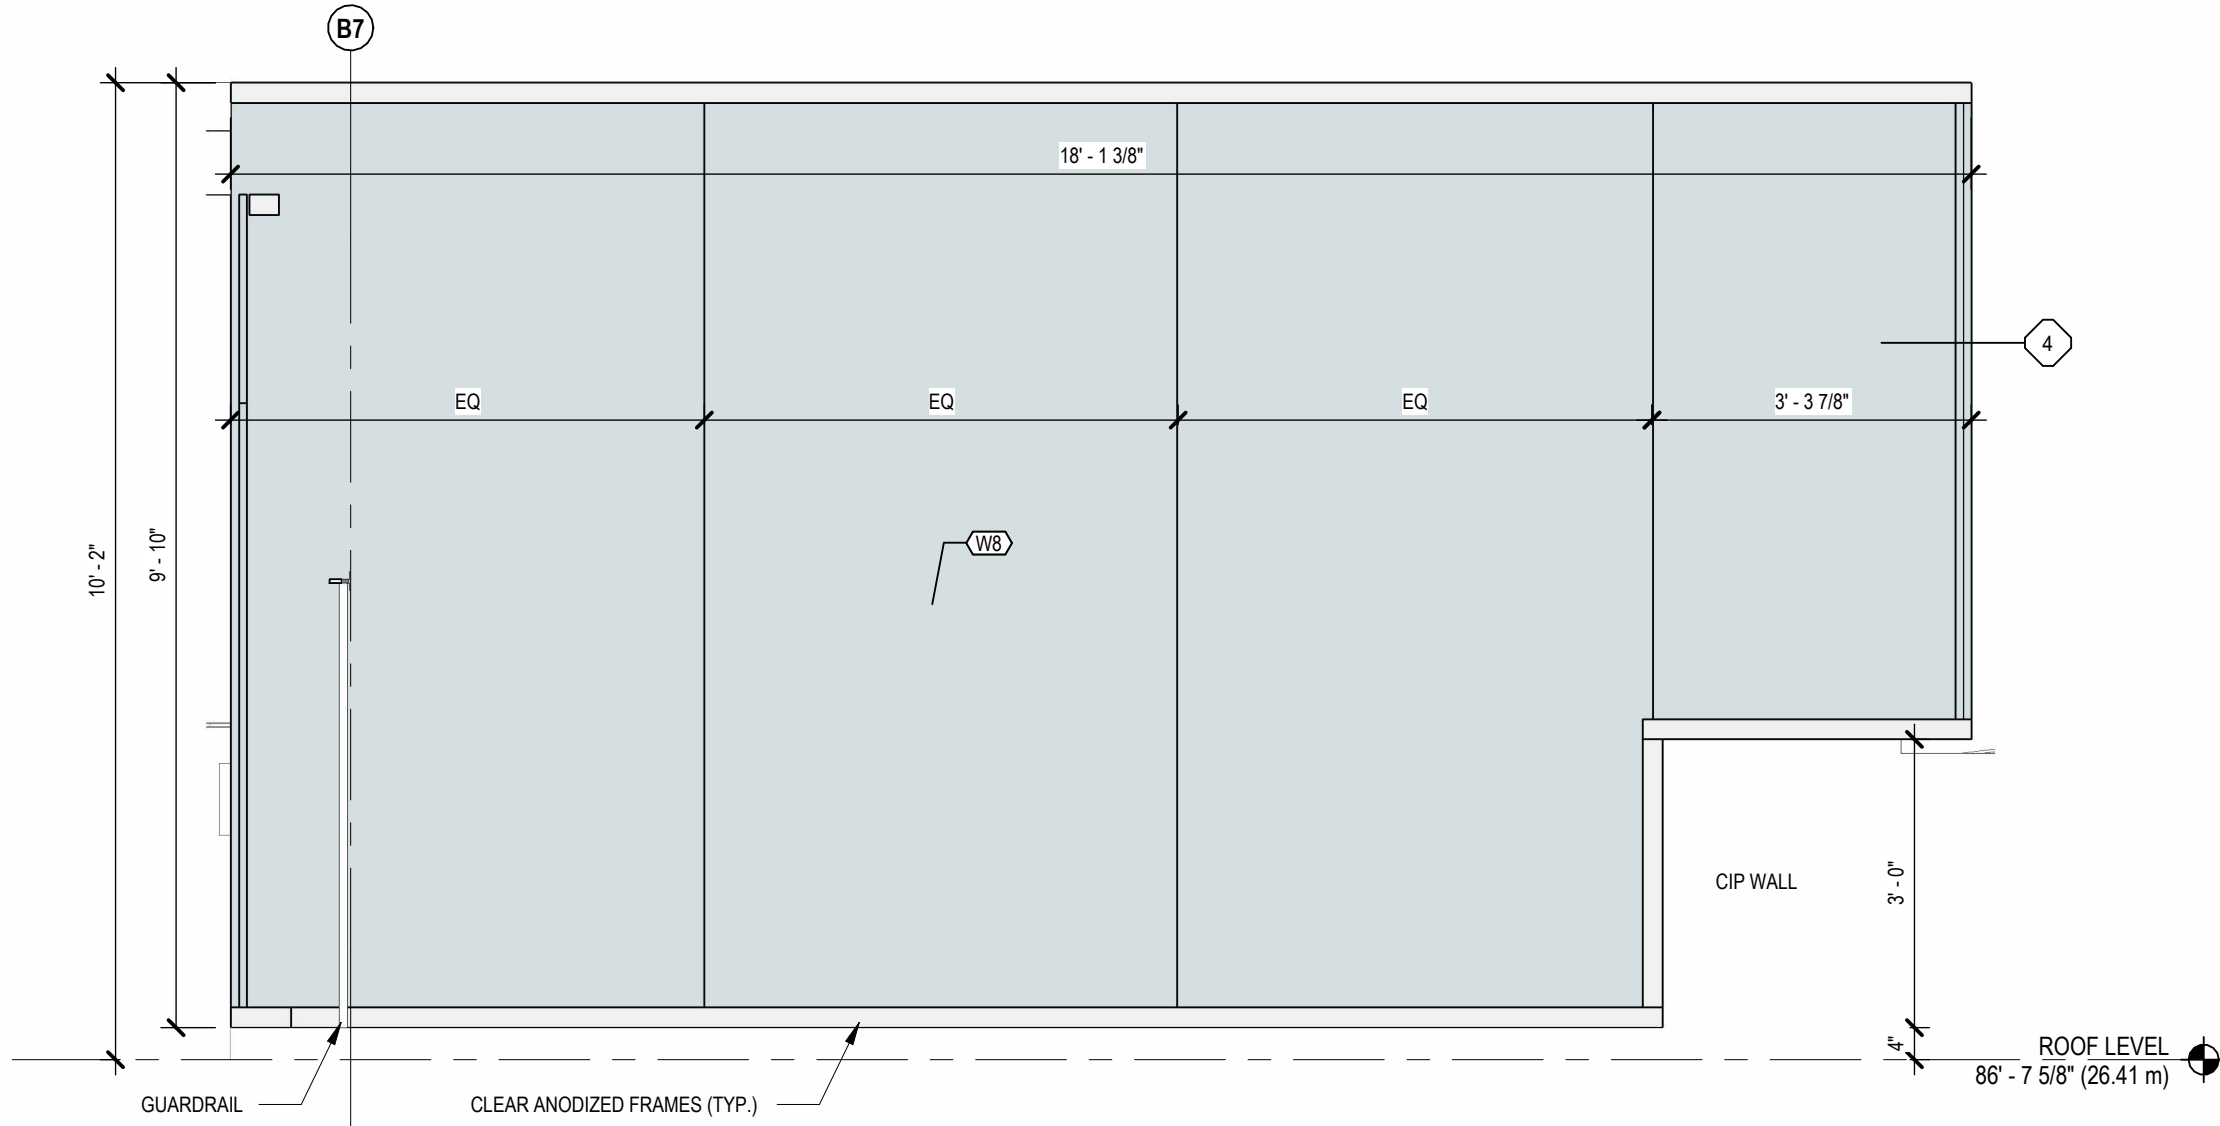 B7
18' - 1 3/8"
4
EQ
EQ
EQ
3' - 3 7/8"
W8
10' - 2"
9' - 10"
CIP WALL
3' - 0"
4"
ROOF LEVEL
86' - 7 5/8" (26.41 m)
GUARDRAIL
CLEAR ANODIZED FRAMES (TYP.)